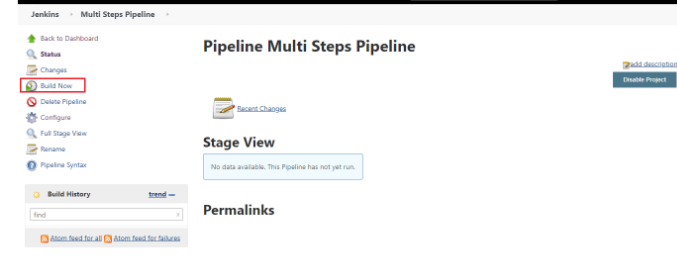 Jenkins › Multi Steps Pipeline ›
Back to Dashboard
Status
Changes
Build Now
Delete Pipeline
Configure
Full Stage View
Rename
Pipeline Syntax
Build History trend —
find x
Atom feed for all Atom feed for failures
Pipeline Multi Steps Pipeline
add description
Disable Project
Recent Changes
Stage View
No data available. This Pipeline has not yet run.
Permalinks